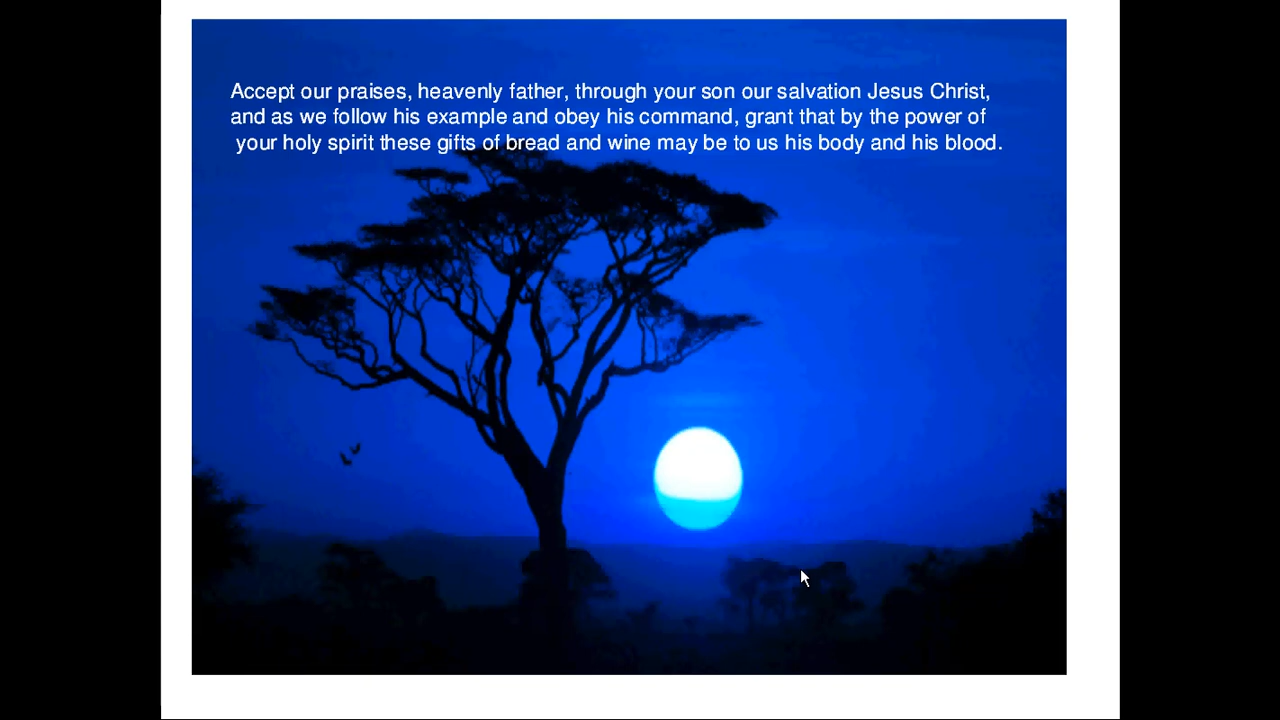 Accept our praises, heavenly father, through your son our salvation Jesus Christ,
and as we follow his example and obey his command, grant that by the power of
your holy spirit these gifts of bread and wine may be to us his body and his blood.